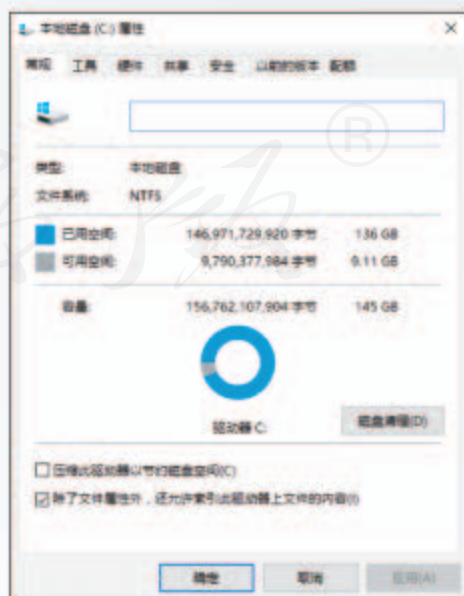 本地磁盘 (C:) 属性
常规 工具 硬件 共享 安全 以前的版本 配额
类型: 本地磁盘
文件系统: NTFS
已用空间: 146,971,729,920 字节 136 GB
可用空间: 9,790,377,984 字节 9.11 GB
容量: 156,762,107,904 字节 145 GB
驱动器 C: 磁盘清理(D)
压缩此驱动器以节约磁盘空间(C)
除了文件属性外，还允许索引此驱动器上文件的内容(I)
确定 取消 应用(A)
®